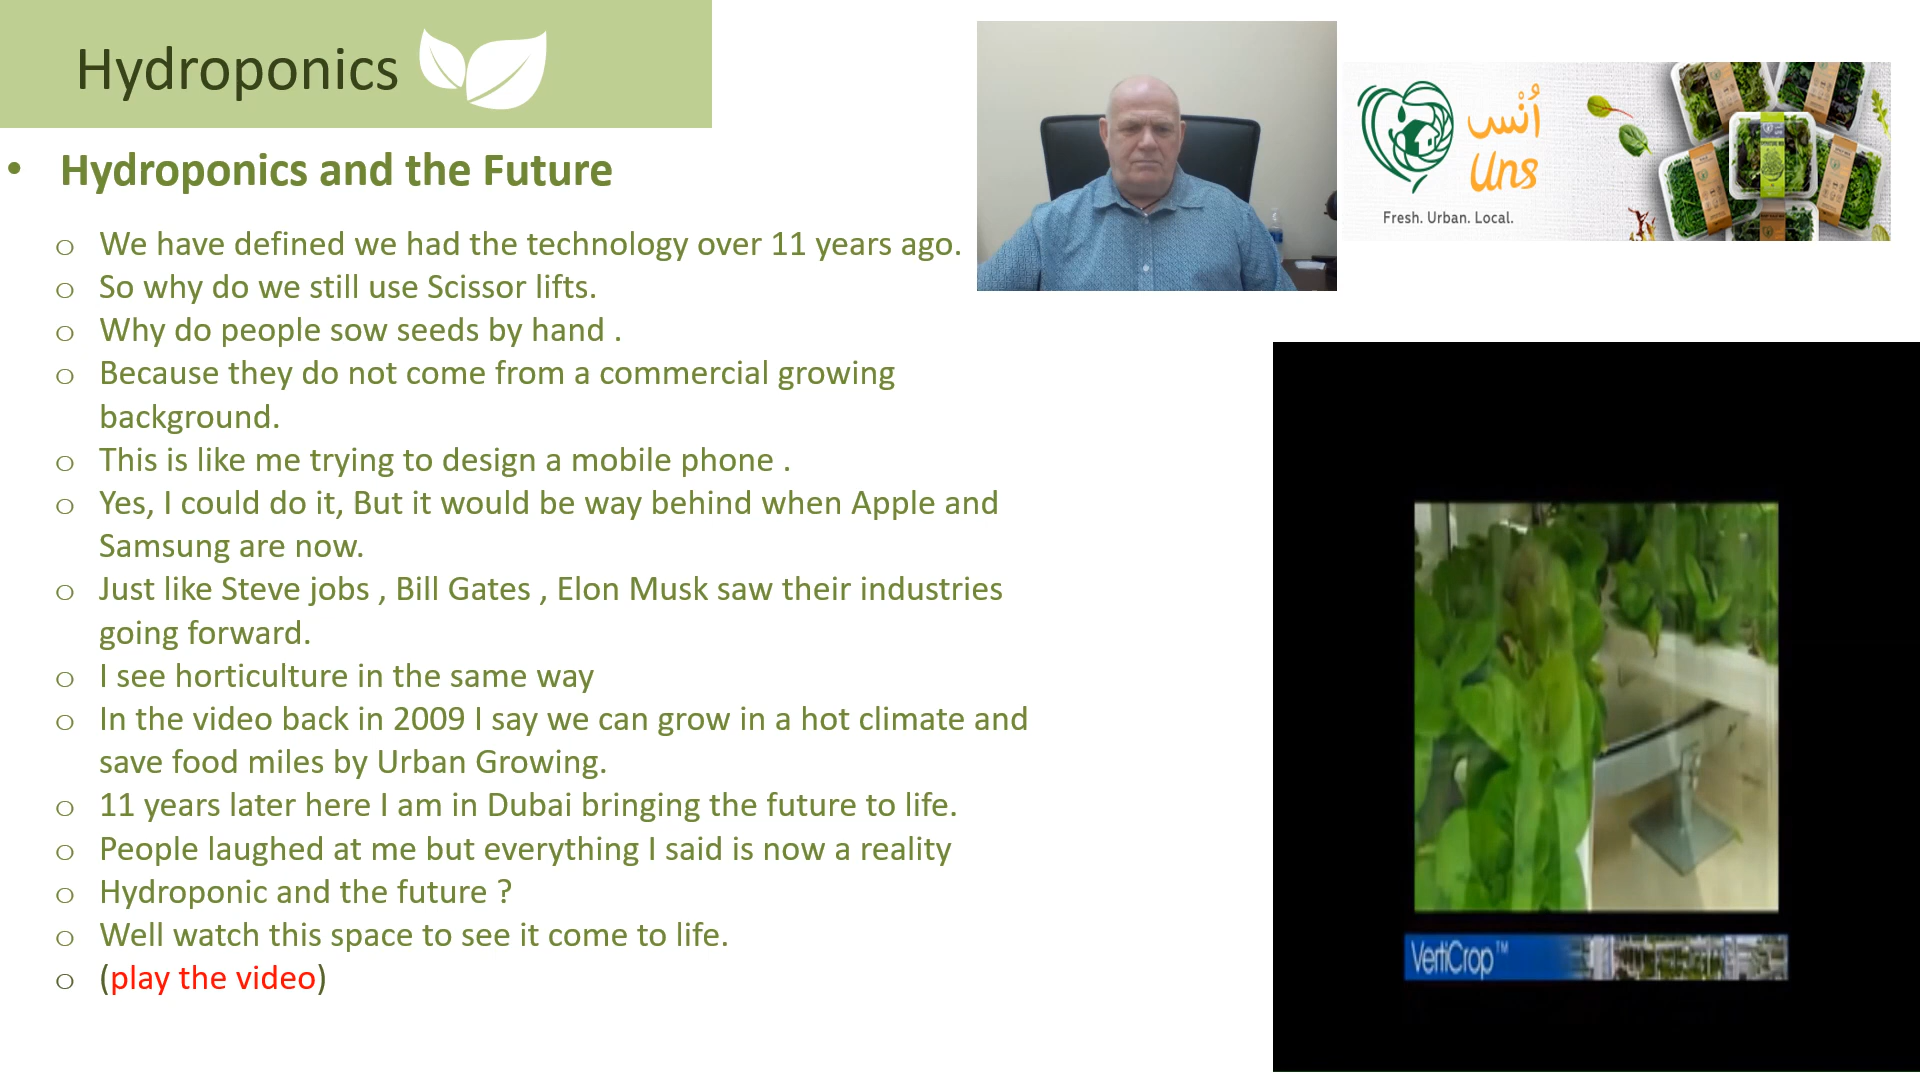 Hydroponics
• Hydroponics and the Future
o We have defined we had the technology over 11 years ago.
o So why do we still use Scissor lifts.
o Why do people sow seeds by hand .
o Because they do not come from a commercial growing
background.
o This is like me trying to design a mobile phone .
o Yes, I could do it, But it would be way behind when Apple and
Samsung are now.
o Just like Steve jobs , Bill Gates , Elon Musk saw their industries
going forward.
o I see horticulture in the same way
o In the video back in 2009 I say we can grow in a hot climate and
save food miles by Urban Growing.
o 11 years later here I am in Dubai bringing the future to life.
o People laughed at me but everything I said is now a reality
o Hydroponic and the future ?
o Well watch this space to see it come to life.
o (play the video)
أُنْس
Uns
Fresh. Urban. Local.
VertiCrop™